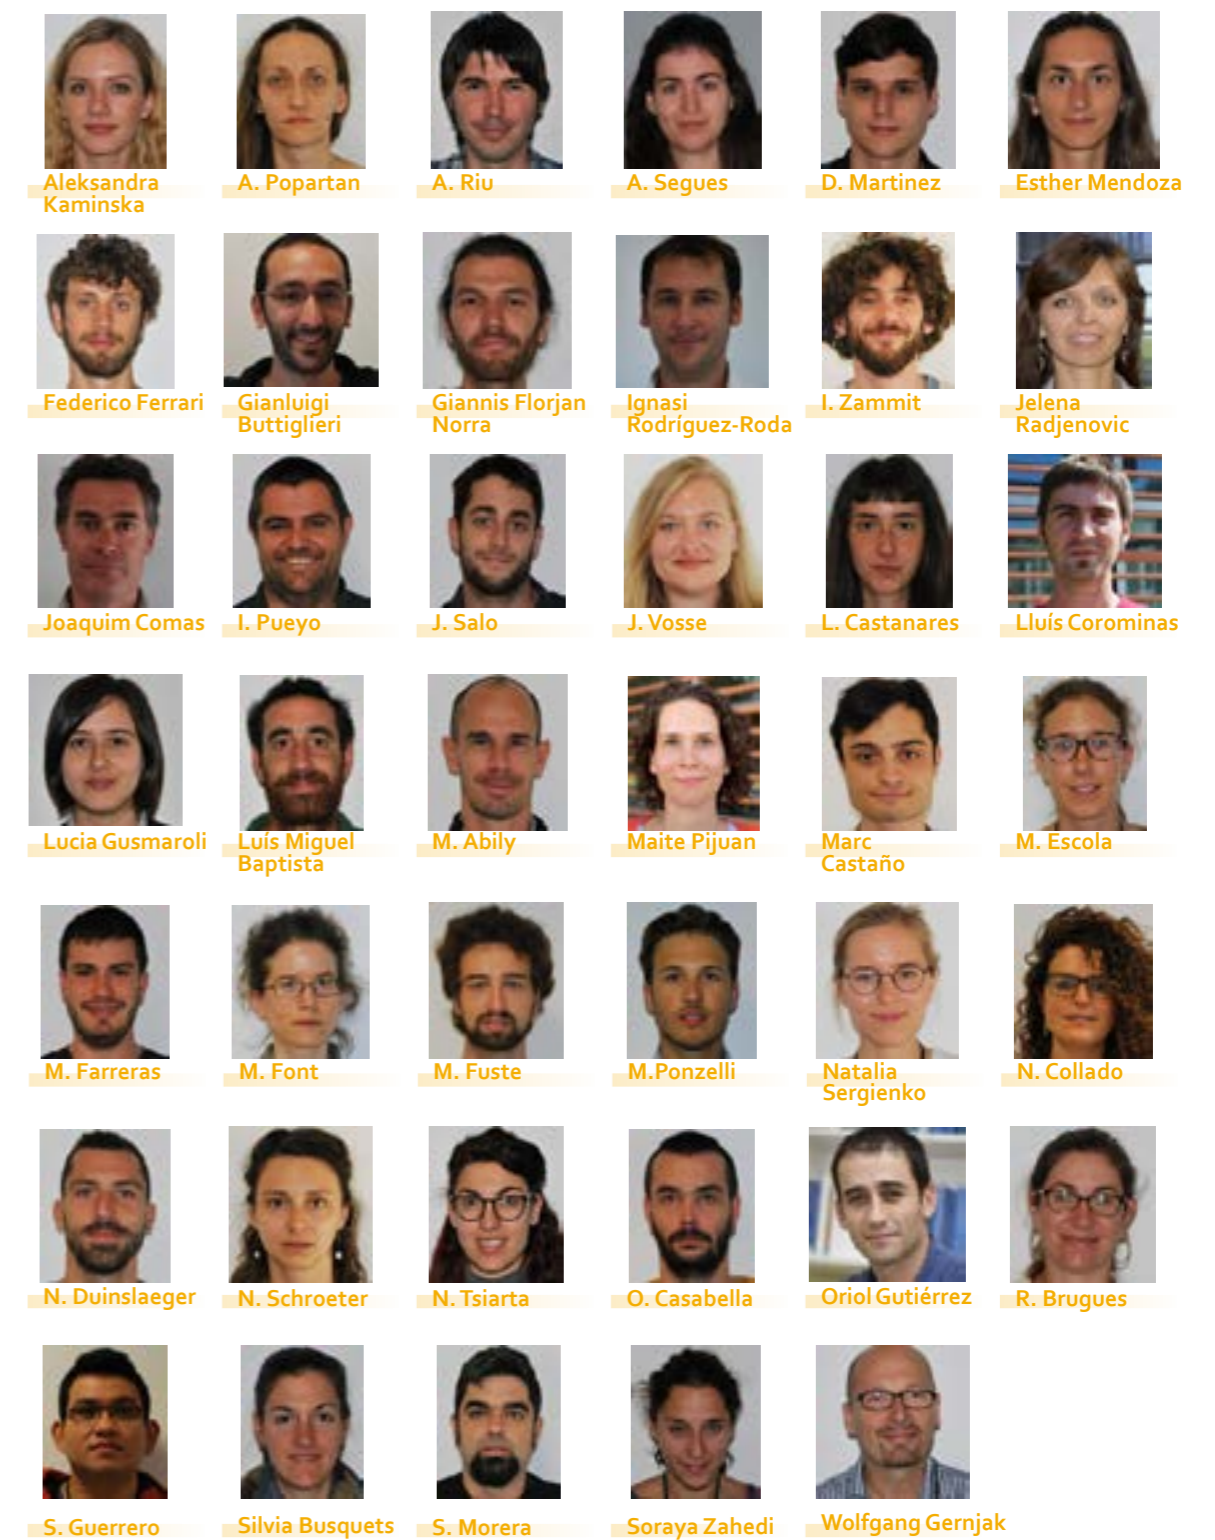 Aleksandra
Kaminska
A. Popartan
A. Riu
A. Segues
D. Martinez
Esther Mendoza
Federico Ferrari
Gianluigi
Buttiglieri
Giannis Florjan
Norra
Ignasi
Rodríguez-Roda
I. Zammit
Jelena
Radjenovic
Joaquim Comas
I. Pueyo
J. Salo
J. Vosse
L. Castanares
Lluís Corominas
Lucia Gusmaroli
Luís Miguel
Baptista
M. Abily
Maite Pijuan
Marc
Castaño
M. Escola
M. Farreras
M. Font
M. Fuste
M.Ponzelli
Natalia
Sergienko
N. Collado
N. Duinslaeger
N. Schroeter
N. Tsiarta
O. Casabella
Oriol Gutiérrez
R. Brugues
S. Guerrero
Silvia Busquets
S. Morera
Soraya Zahedi
Wolfgang Gernjak